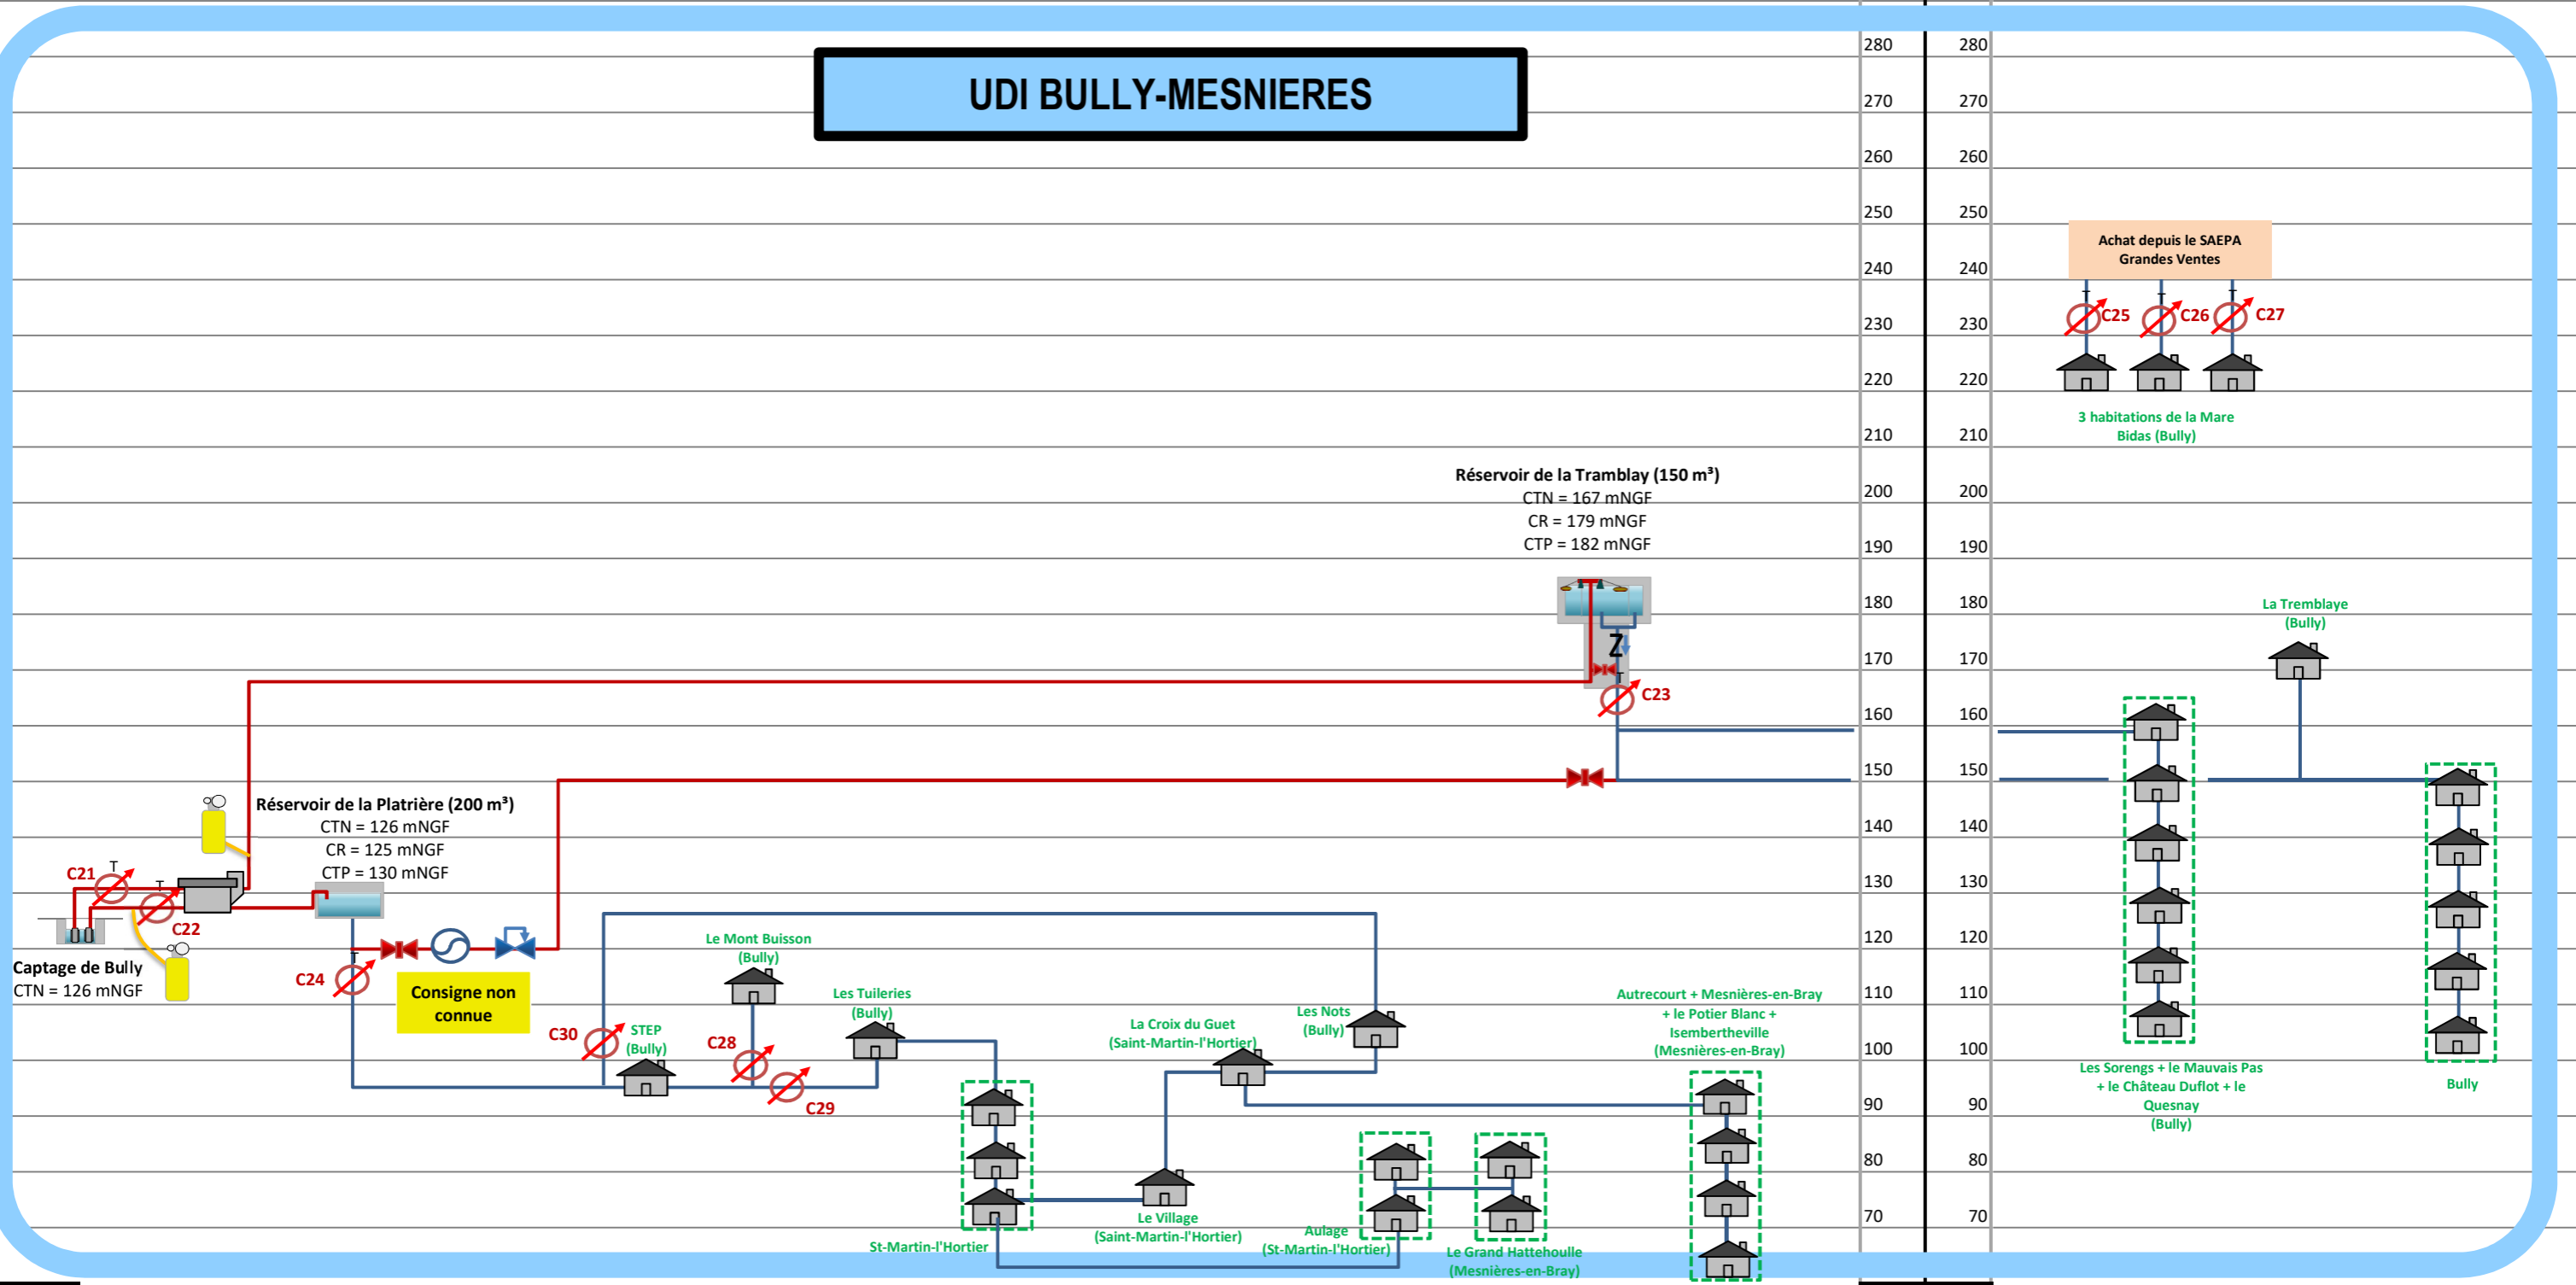 UDI BULLY-MESNIERES
280 280
270 270
260 260
250 250
240 240
230 230
220 220
210 210
200 200
190 190
180 180
170 170
160 160
150 150
140 140
130 130
120 120
110 110
100 100
90 90
80 80
70 70
Achat depuis le SAEPA
Grandes Ventes
T
T
T
C25
C26
C27
3 habitations de la Mare
Bidas (Bully)
Réservoir de la Tramblay (150 m³)
CTN = 167 mNGF
CR = 179 mNGF
CTP = 182 mNGF
Z
T
C23
La Tremblaye
(Bully)
Réservoir de la Platrière (200 m³)
CTN = 126 mNGF
CR = 125 mNGF
CTP = 130 mNGF
C21
T
T
C22
Captage de Bully
CTN = 126 mNGF
T
C24
Consigne non
connue
Le Mont Buisson
(Bully)
Les Tuileries
(Bully)
C30
STEP
(Bully)
C28
C29
La Croix du Guet
(Saint-Martin-l'Hortier)
Les Nots
(Bully)
Autrecourt + Mesnières-en-Bray
+ le Potier Blanc +
Isembertheville
(Mesnières-en-Bray)
Les Sorengs + le Mauvais Pas
+ le Château Duflot + le
Quesnay
(Bully)
Bully
St-Martin-l'Hortier
Le Village
(Saint-Martin-l'Hortier)
Aulage
(St-Martin-l'Hortier)
Le Grand Hattehoulle
(Mesnières-en-Bray)